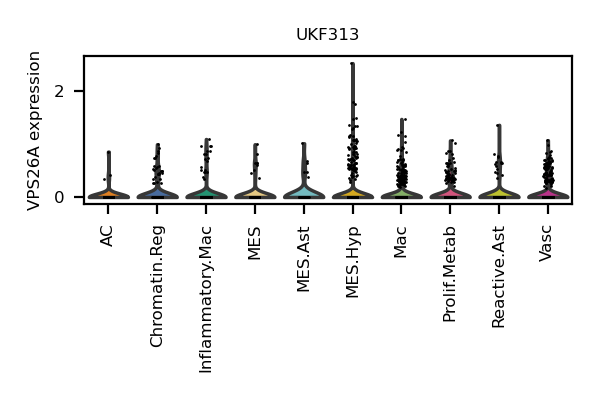 UKF313
VPS26A expression
2
0
AC
Chromatin.Reg
Inflammatory.Mac
MES
MES.Ast
MES.Hyp
Mac
Prolif.Metab
Reactive.Ast
Vasc